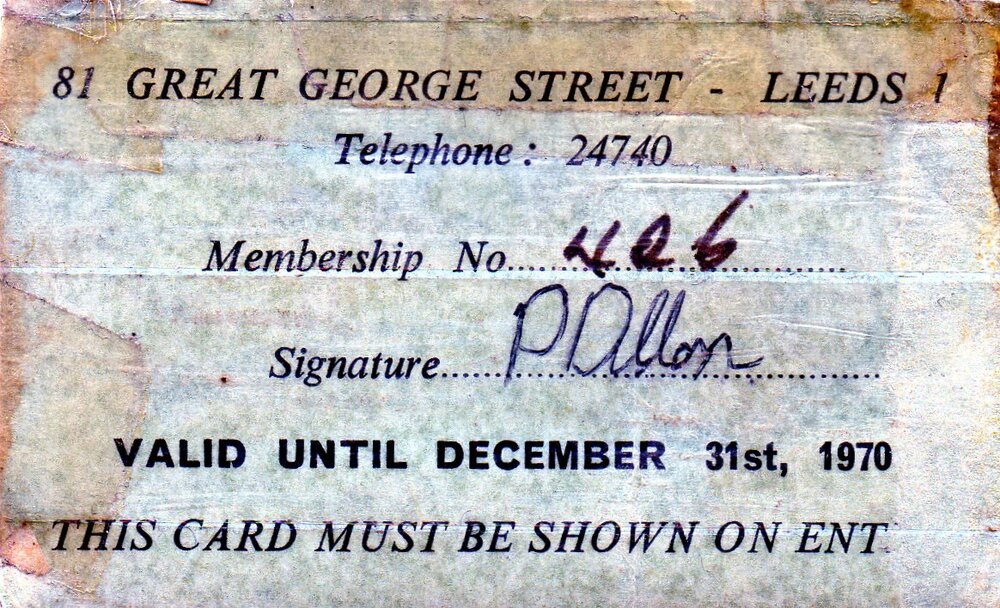 81 GREAT GEORGE STREET - LEEDS 1
Telephone: 24740
Membership No. 426
Signature P Dillon
VALID UNTIL DECEMBER 31st, 1970
THIS CARD MUST BE SHOWN ON ENT